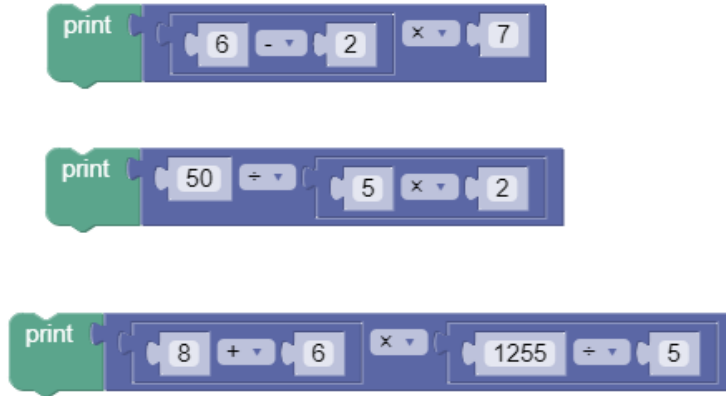 print 6 - 2 × 7
print 50 ÷ 5 × 2
print 8 + 6 × 1255 ÷ 5